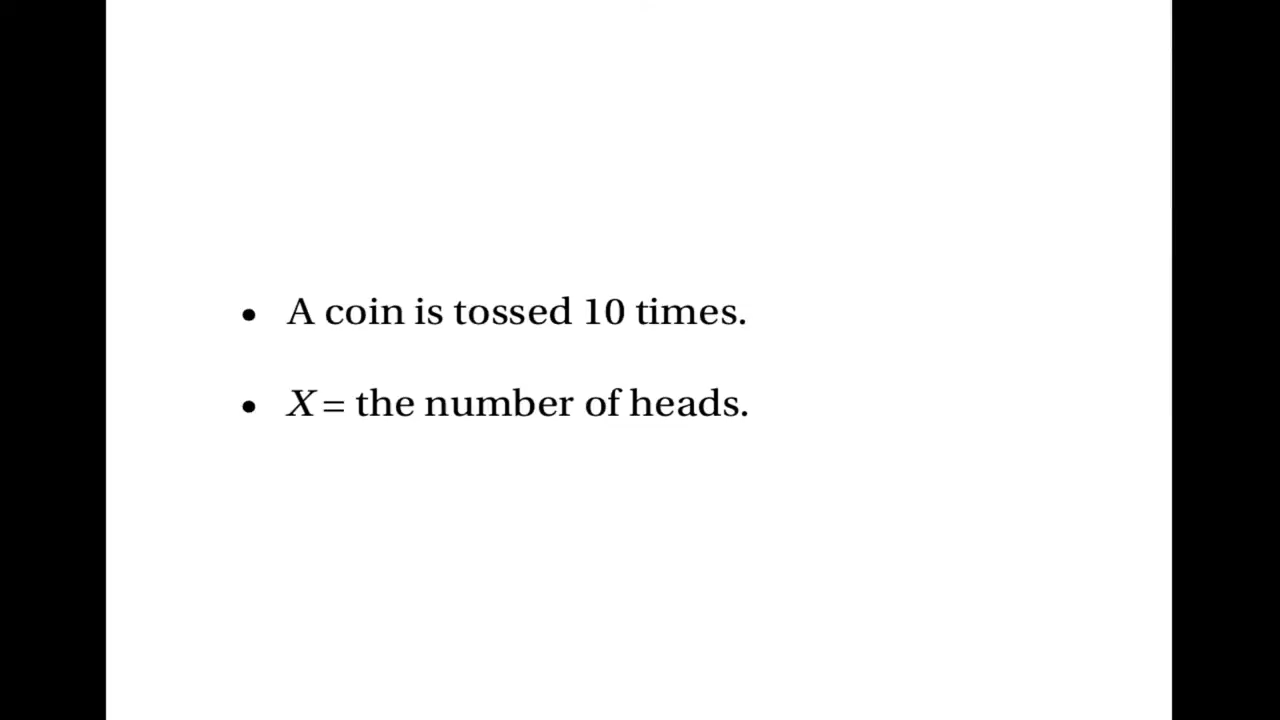 • A coin is tossed 10 times.
• X = the number of heads.